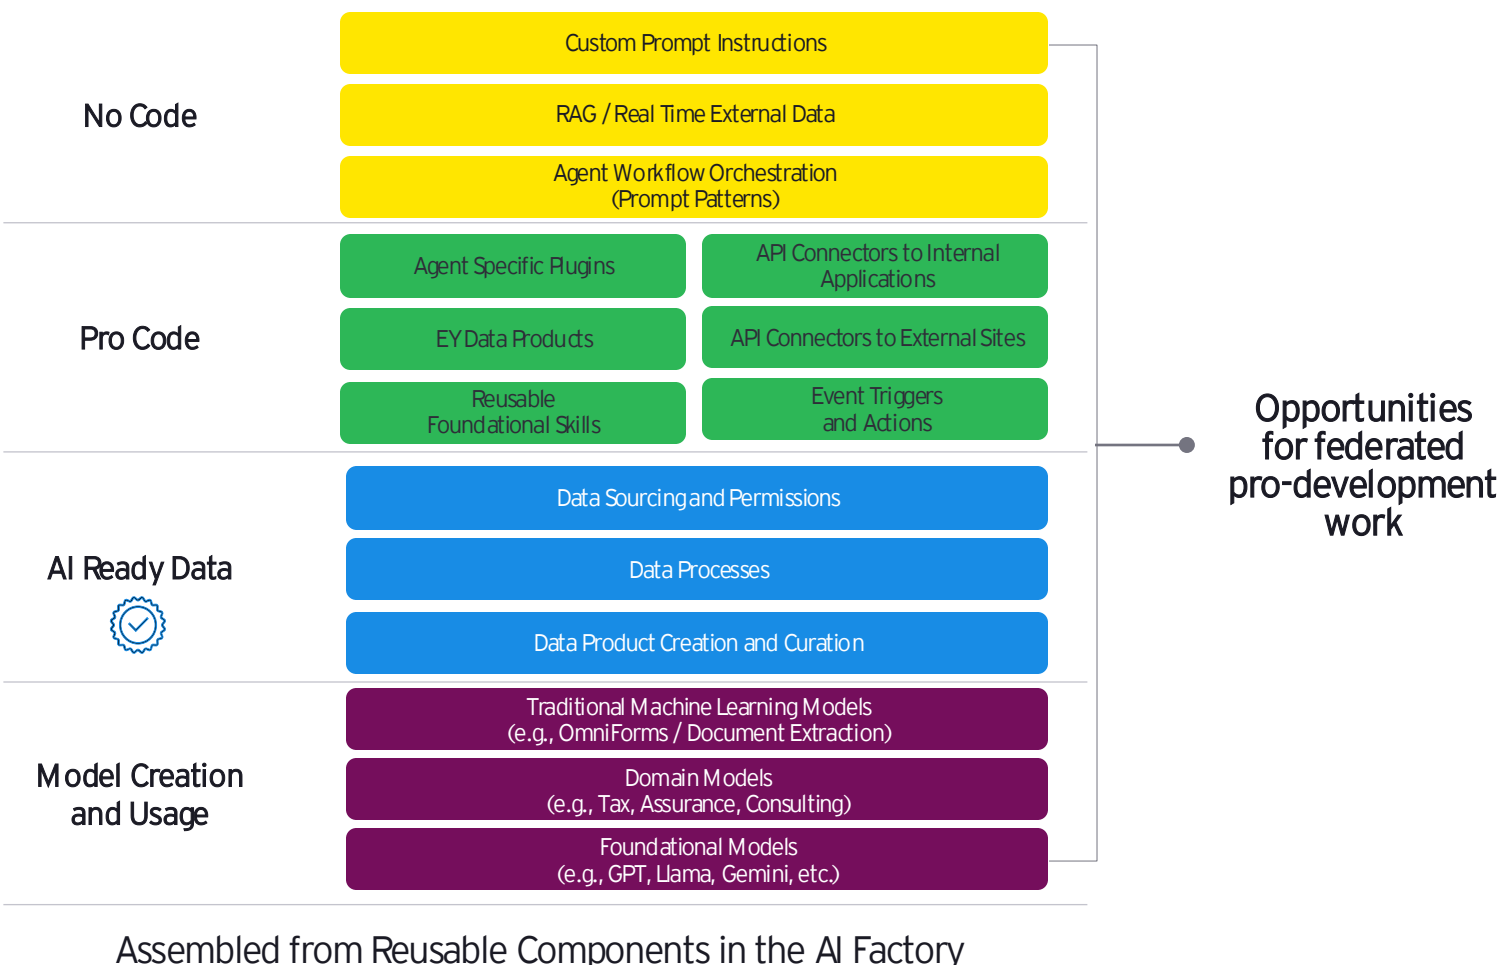 Custom Prompt Instructions
No Code
RAG / Real Time External Data
Agent Workflow Orchestration
(Prompt Patterns)
Agent Specific Plugins
API Connectors to Internal
Applications
Pro Code
EY Data Products
API Connectors to External Sites
Reusable
Foundational Skills
Event Triggers
and Actions
Opportunities
for federated
pro-development
work
Data Sourcing and Permissions
AI Ready Data
Data Processes
Data Product Creation and Curation
Traditional Machine Learning Models
(e.g., OmniForms / Document Extraction)
Model Creation
and Usage
Domain Models
(e.g., Tax, Assurance, Consulting)
Foundational Models
(e.g., GPT, Llama, Gemini, etc.)
Assembled from Reusable Components in the AI Factory